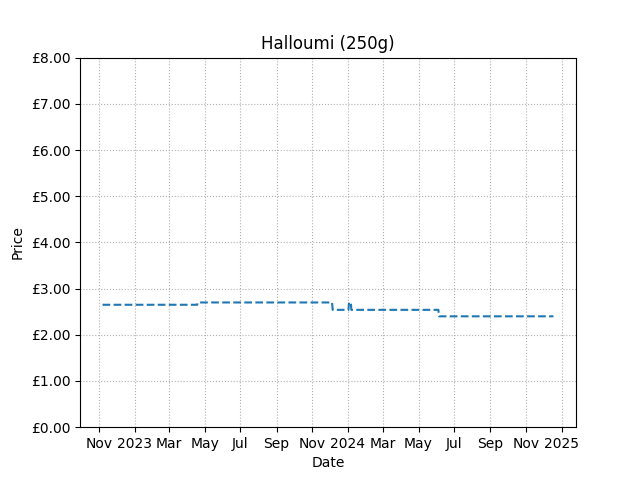 Halloumi (250g)
£8.00
£7.00
£6.00
£5.00
£4.00
£3.00
£2.00
£1.00
£0.00
Price
Nov 2023 Mar May Jul Sep Nov 2024 Mar May Jul Sep Nov 2025
Date